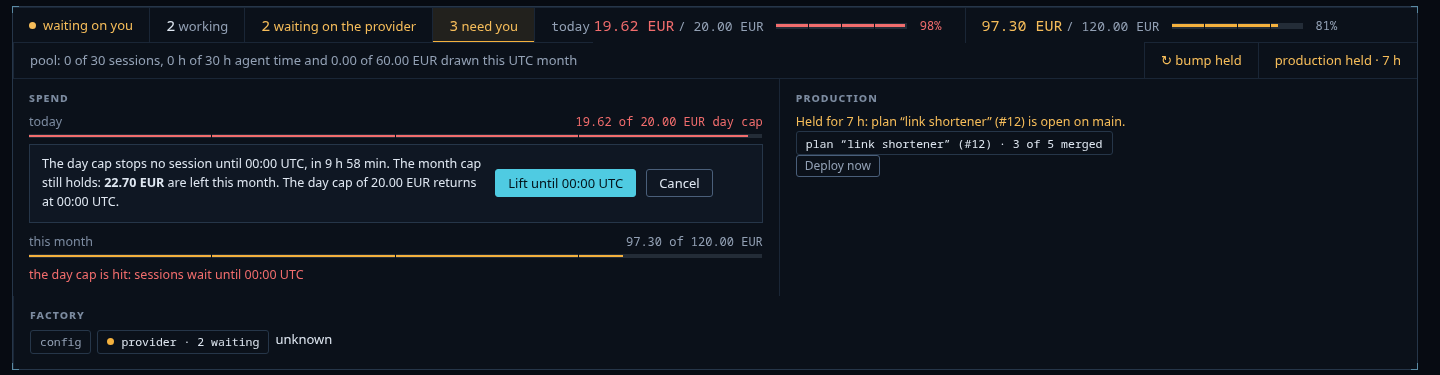 waiting on you 2 working 2 waiting on the provider 3 need you today 19.62 EUR / 20.00 EUR 98% 97.30 EUR / 120.00 EUR 81%
pool: 0 of 30 sessions, 0 h of 30 h agent time and 0.00 of 60.00 EUR drawn this UTC month ↻ bump held production held · 7 h
SPEND
today 19.62 of 20.00 EUR day cap
The day cap stops no session until 00:00 UTC, in 9 h 58 min. The month cap
still holds: 22.70 EUR are left this month. The day cap of 20.00 EUR returns
at 00:00 UTC.
Lift until 00:00 UTC Cancel
this month 97.30 of 120.00 EUR
the day cap is hit: sessions wait until 00:00 UTC
PRODUCTION
Held for 7 h: plan “link shortener” (#12) is open on main.
plan “link shortener” (#12) · 3 of 5 merged
Deploy now
FACTORY
config provider · 2 waiting unknown